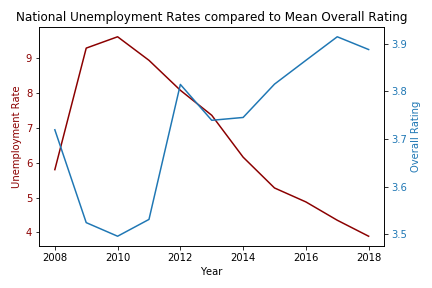 National Unemployment Rates compared to Mean Overall Rating
Unemployment Rate
9
8
7
6
5
4
3.9
3.8
3.7
3.6
3.5
Overall Rating
2008 2010 2012 2014 2016 2018
Year